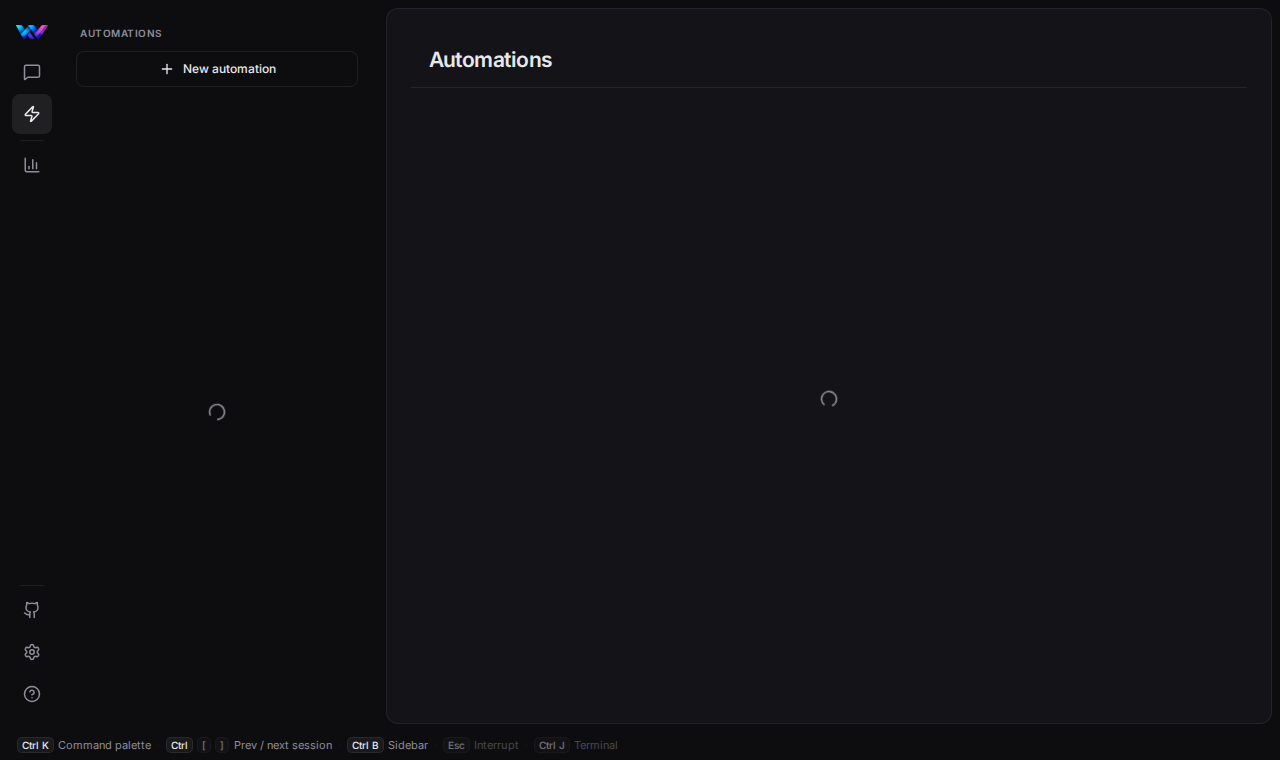 AUTOMATIONS
New automation
Automations
Ctrl K Command palette Ctrl [ ] Prev / next session Ctrl B Sidebar Esc Interrupt Ctrl J Terminal